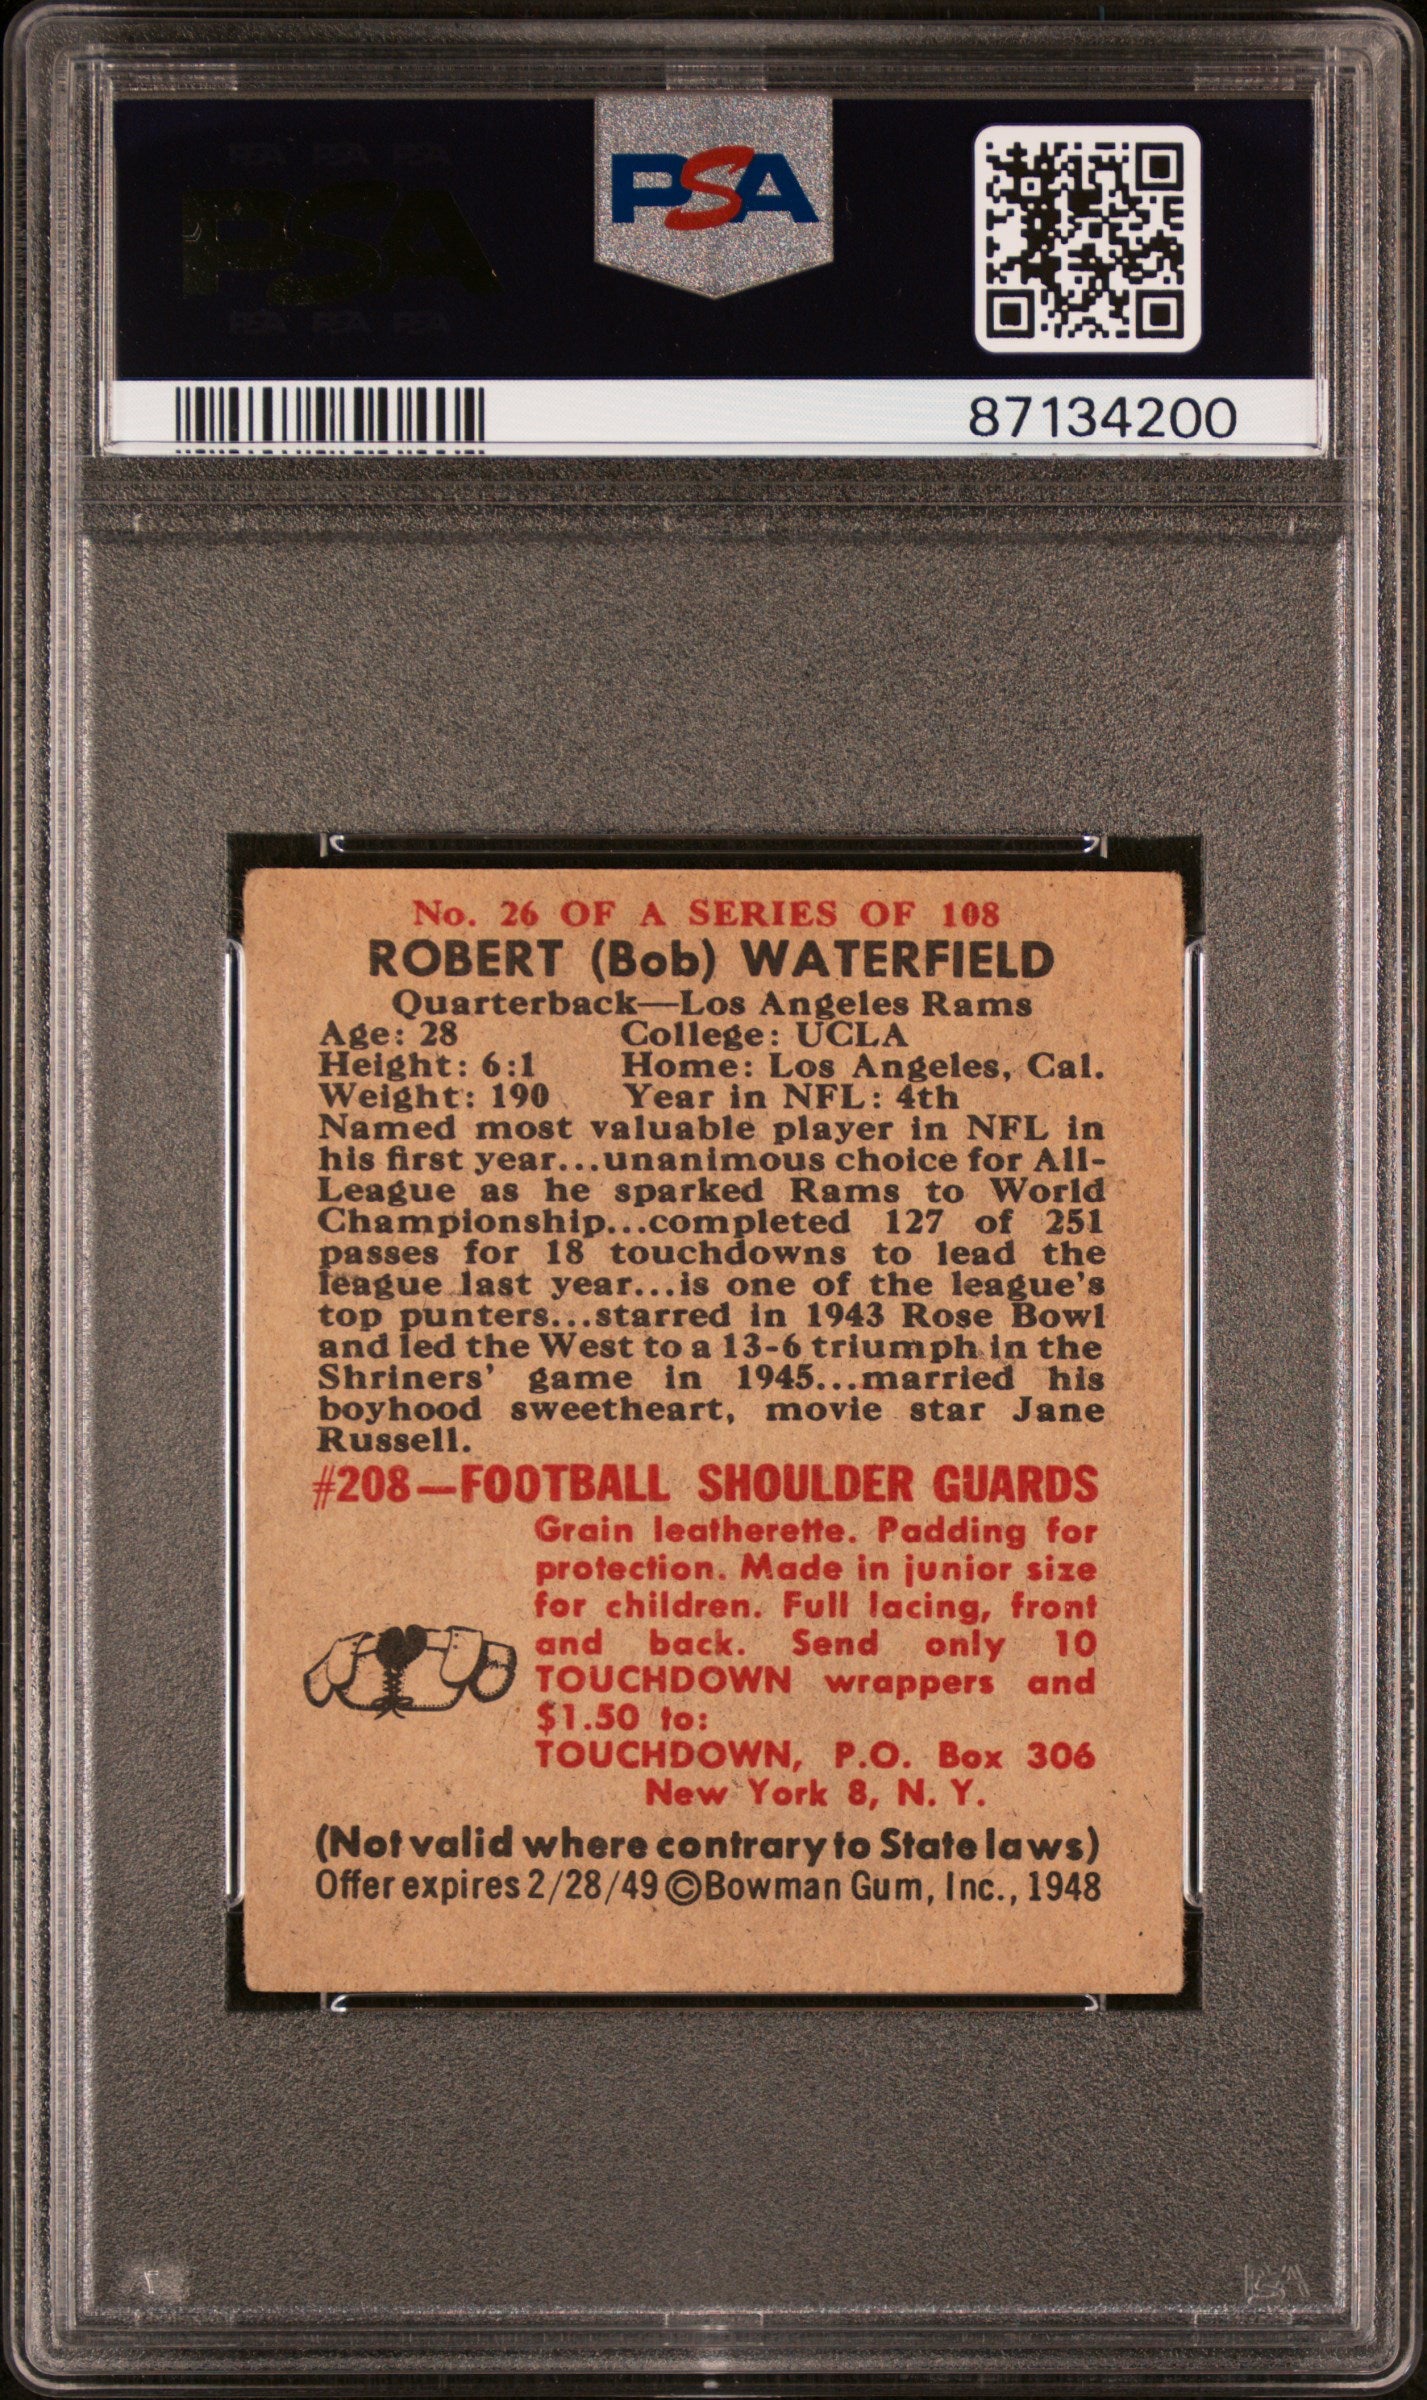 PSA PSA PSA
PSA
PSA PSA PSA
PSA
87134200
No. 26 OF A SERIES OF 108
ROBERT (Bob) WATERFIELD
Quarterback—Los Angeles Rams
Age: 28 College: UCLA
Height: 6:1 Home: Los Angeles, Cal.
Weight: 190 Year in NFL: 4th
Named most valuable player in NFL in
his first year...unanimous choice for All-
League as he sparked Rams to World
Championship...completed 127 of 251
passes for 18 touchdowns to lead the
league last year...is one of the league's
top punters...starred in 1943 Rose Bowl
and led the West to a 13-6 triumph in the
Shriners' game in 1945...married his
boyhood sweetheart, movie star Jane
Russell.
#208—FOOTBALL SHOULDER GUARDS
Grain leatherette. Padding for
protection. Made in junior size
for children. Full lacing, front
and back. Send only 10
TOUCHDOWN wrappers and
$1.50 to:
TOUCHDOWN, P.O. Box 306
New York 8, N. Y.
(Not valid where contrary to State laws)
Offer expires 2/28/49 ©Bowman Gum, Inc., 1948
PSA